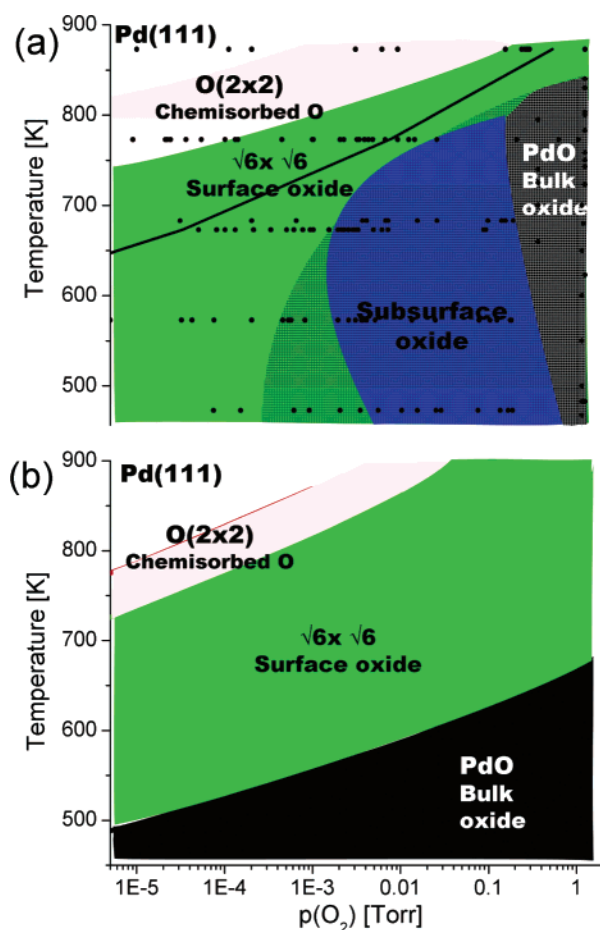 (a)
Pd(111)
O(2x2)
Chemisorbed O
√6x √6
Surface oxide
Subsurface
oxide
PdO
Bulk
oxide
Temperature [K]
900
800
700
600
500
(b)
Pd(111)
O(2x2)
Chemisorbed O
√6x √6
Surface oxide
PdO
Bulk
oxide
Temperature [K]
900
800
700
600
500
1E-5 1E-4 1E-3 0.01 0.1 1
p(O₂) [Torr]